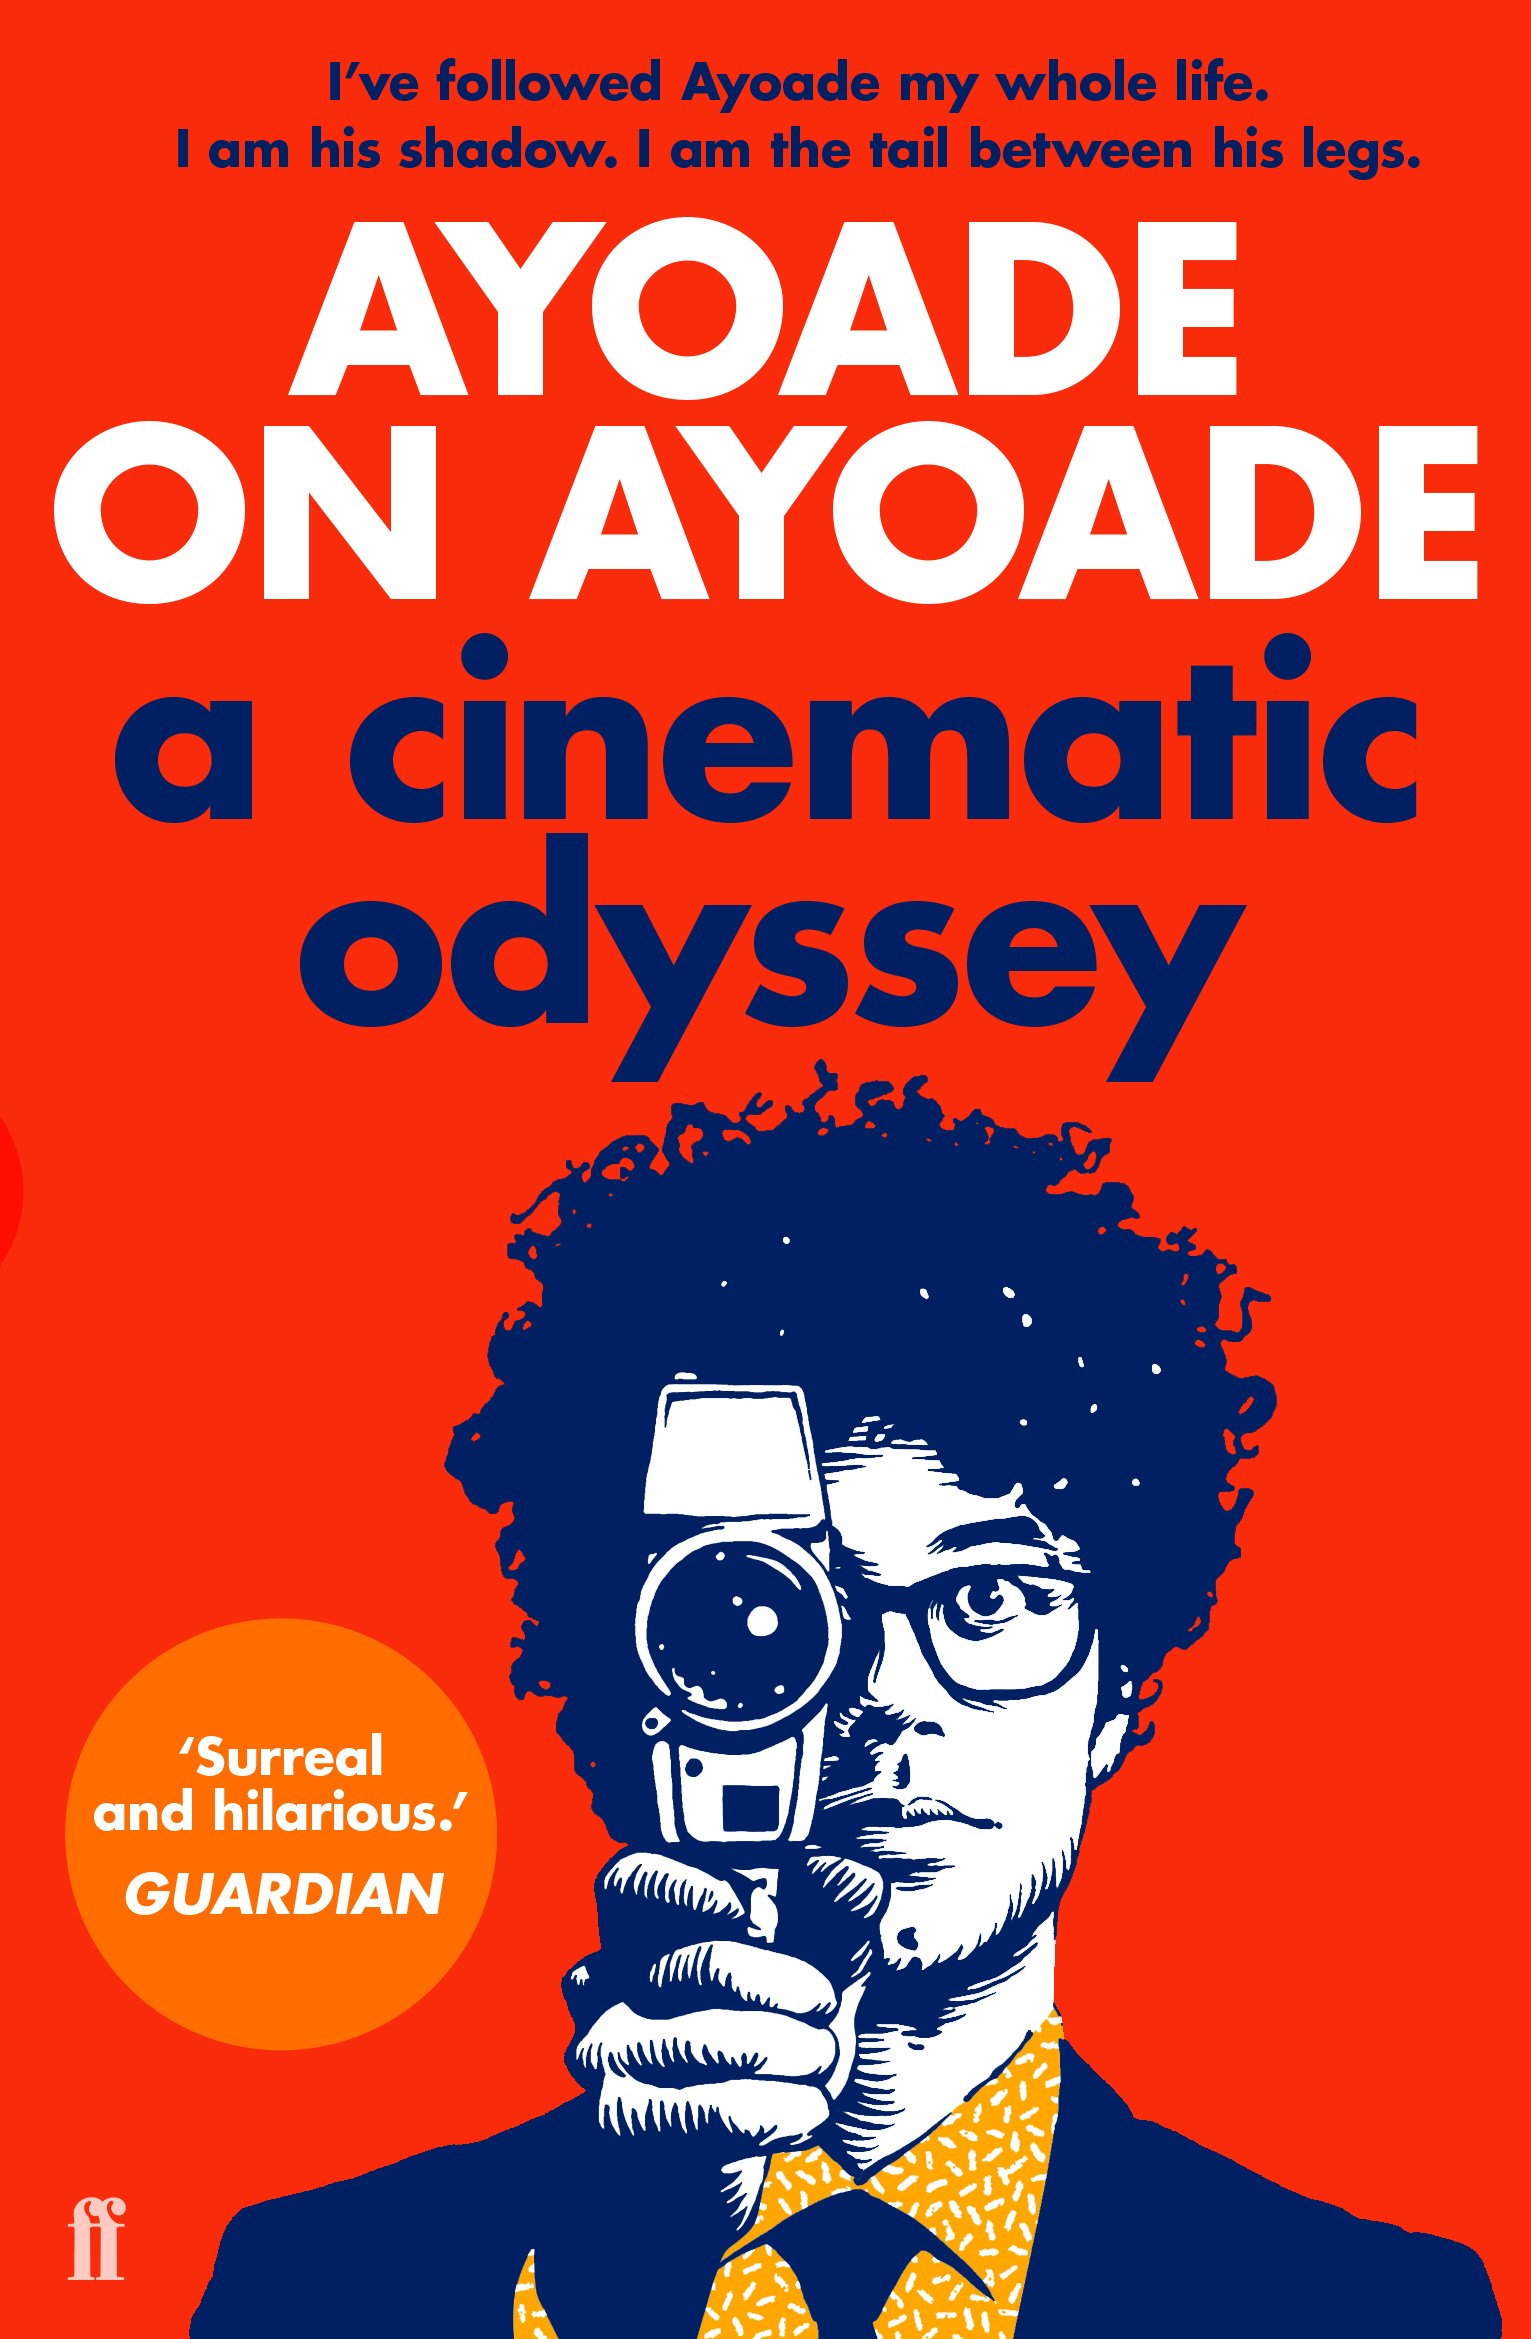 I've followed Ayoade my whole life.
I am his shadow. I am the tail between his legs.
AYOADE
ON AYOADE
a cinematic
odyssey
‘Surreal
and hilarious.’
GUARDIAN
ff